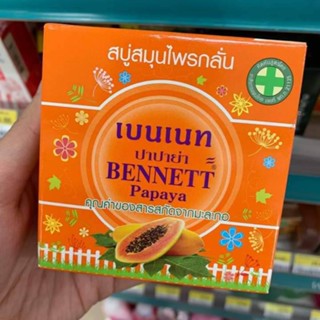 สบู่สมุนไพรกลั่น
เบนเนท
ปาปาย่า
BENNETT
Papaya
คุณค่าของสารสกัดจากมะละกอ